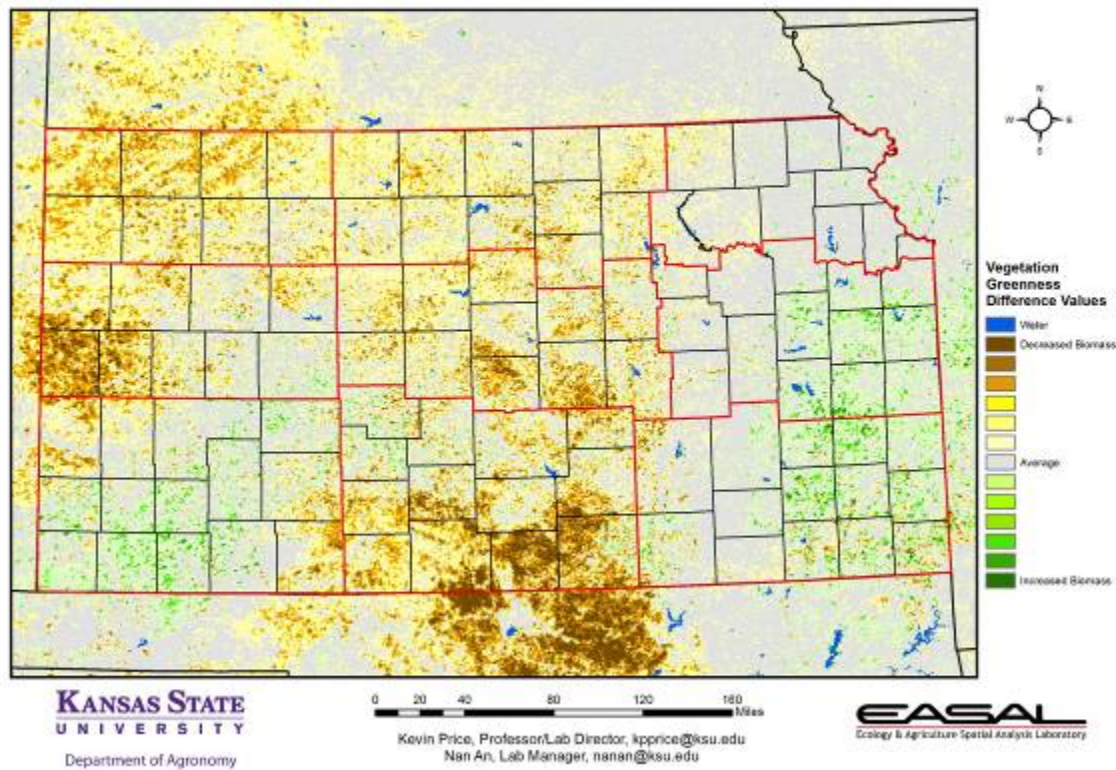 N
W
E
S
Vegetation
Greenness
Difference Values
Water
Decreased Biomass
Average
Increased Biomass
KANSAS STATE
UNIVERSITY
Department of Agronomy
0 20 40 80 120 160
Miles
Kevin Price, Professor/Lab Director, kpprice@ksu.edu
Nan An, Lab Manager, nanan@ksu.edu
EASAL
Ecology & Agriculture Spatial Analysis Laboratory